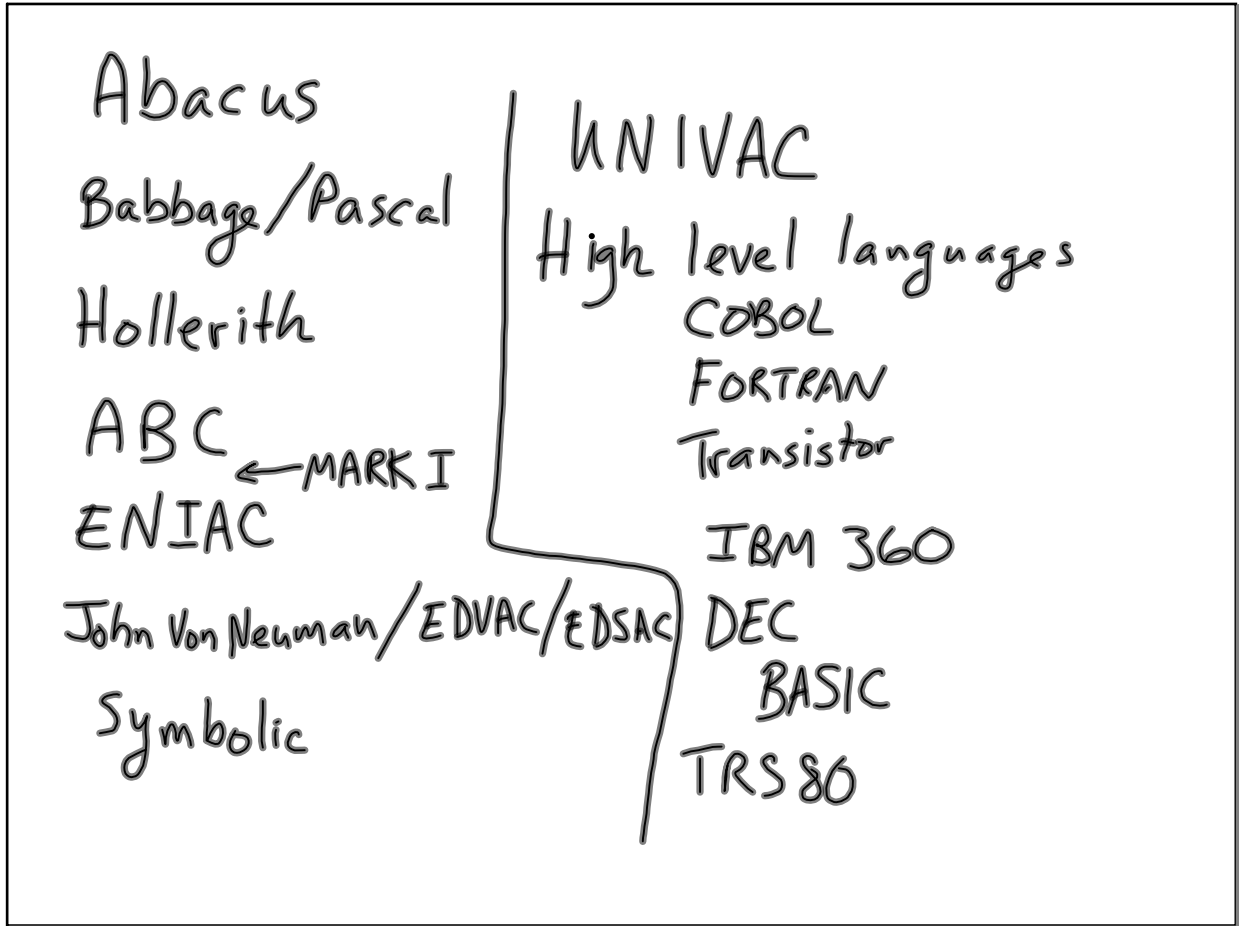 Abacus
Babbage/Pascal
Hollerith
ABC
← MARK I
ENIAC
John Von Neuman/EDVAC/EDSAC
Symbolic
UNIVAC
High level languages
COBOL
FORTRAN
Transistor
IBM 360
DEC
BASIC
TRS 80